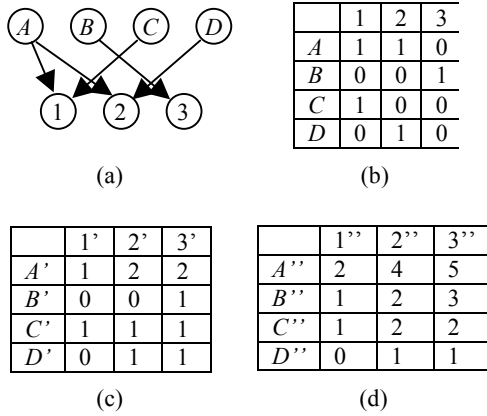 A B C D
1 2 3
(a)
1 2 3
A 1 1 0
B 0 0 1
C 1 0 0
D 0 1 0
(b)
1’ 2’ 3’
A’ 1 2 2
B’ 0 0 1
C’ 1 1 1
D’ 0 1 1
(c)
1’’ 2’’ 3’’
A’’ 2 4 5
B’’ 1 2 3
C’’ 1 2 2
D’’ 0 1 1
(d)